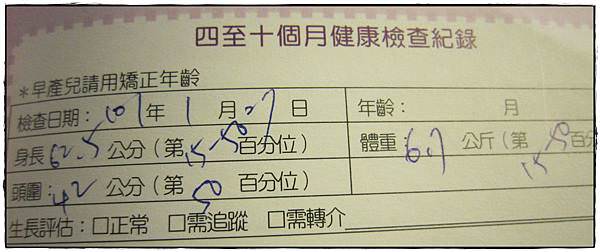 四至十個月健康檢查紀錄
*早產兒請用矯正年齡
檢查日期：101年 1 月 27 日 年齡： 月
身長62.5公分（第15-50百分位） 體重：6.7公斤（第15-50百分
頭圍：42公分（第50百分位）
生長評估：□正常 □需追蹤 □需轉介